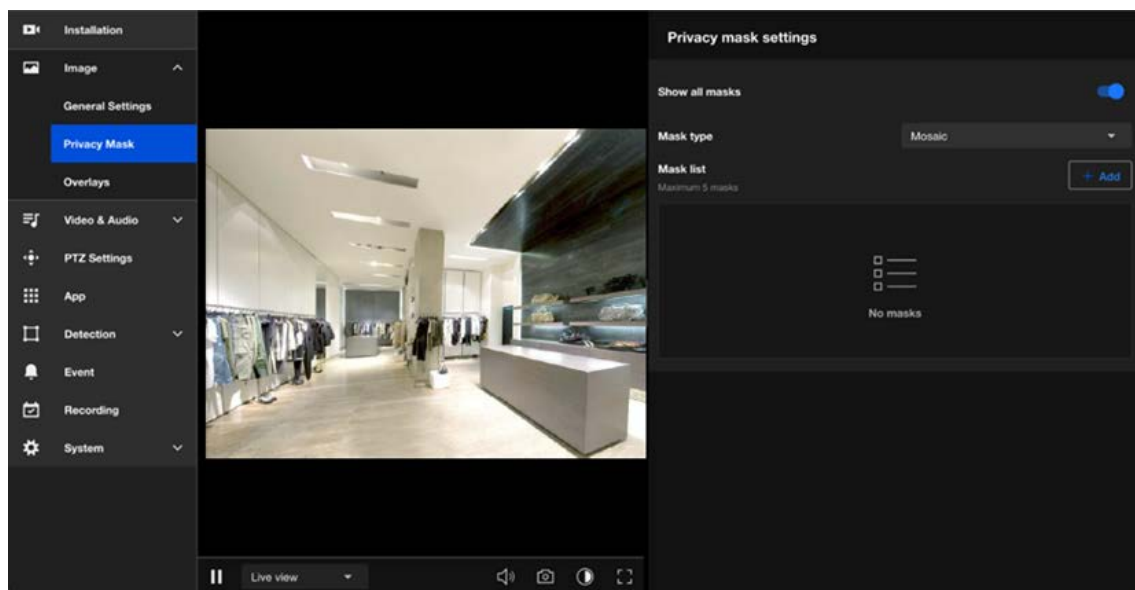 Installation
Image
General Settings
Privacy Mask
Overlays
Video & Audio
PTZ Settings
App
Detection
Event
Recording
System
Live view
Privacy mask settings
Show all masks
Mask type
Mosaic
Mask list
Maximum 5 masks
+ Add
No masks